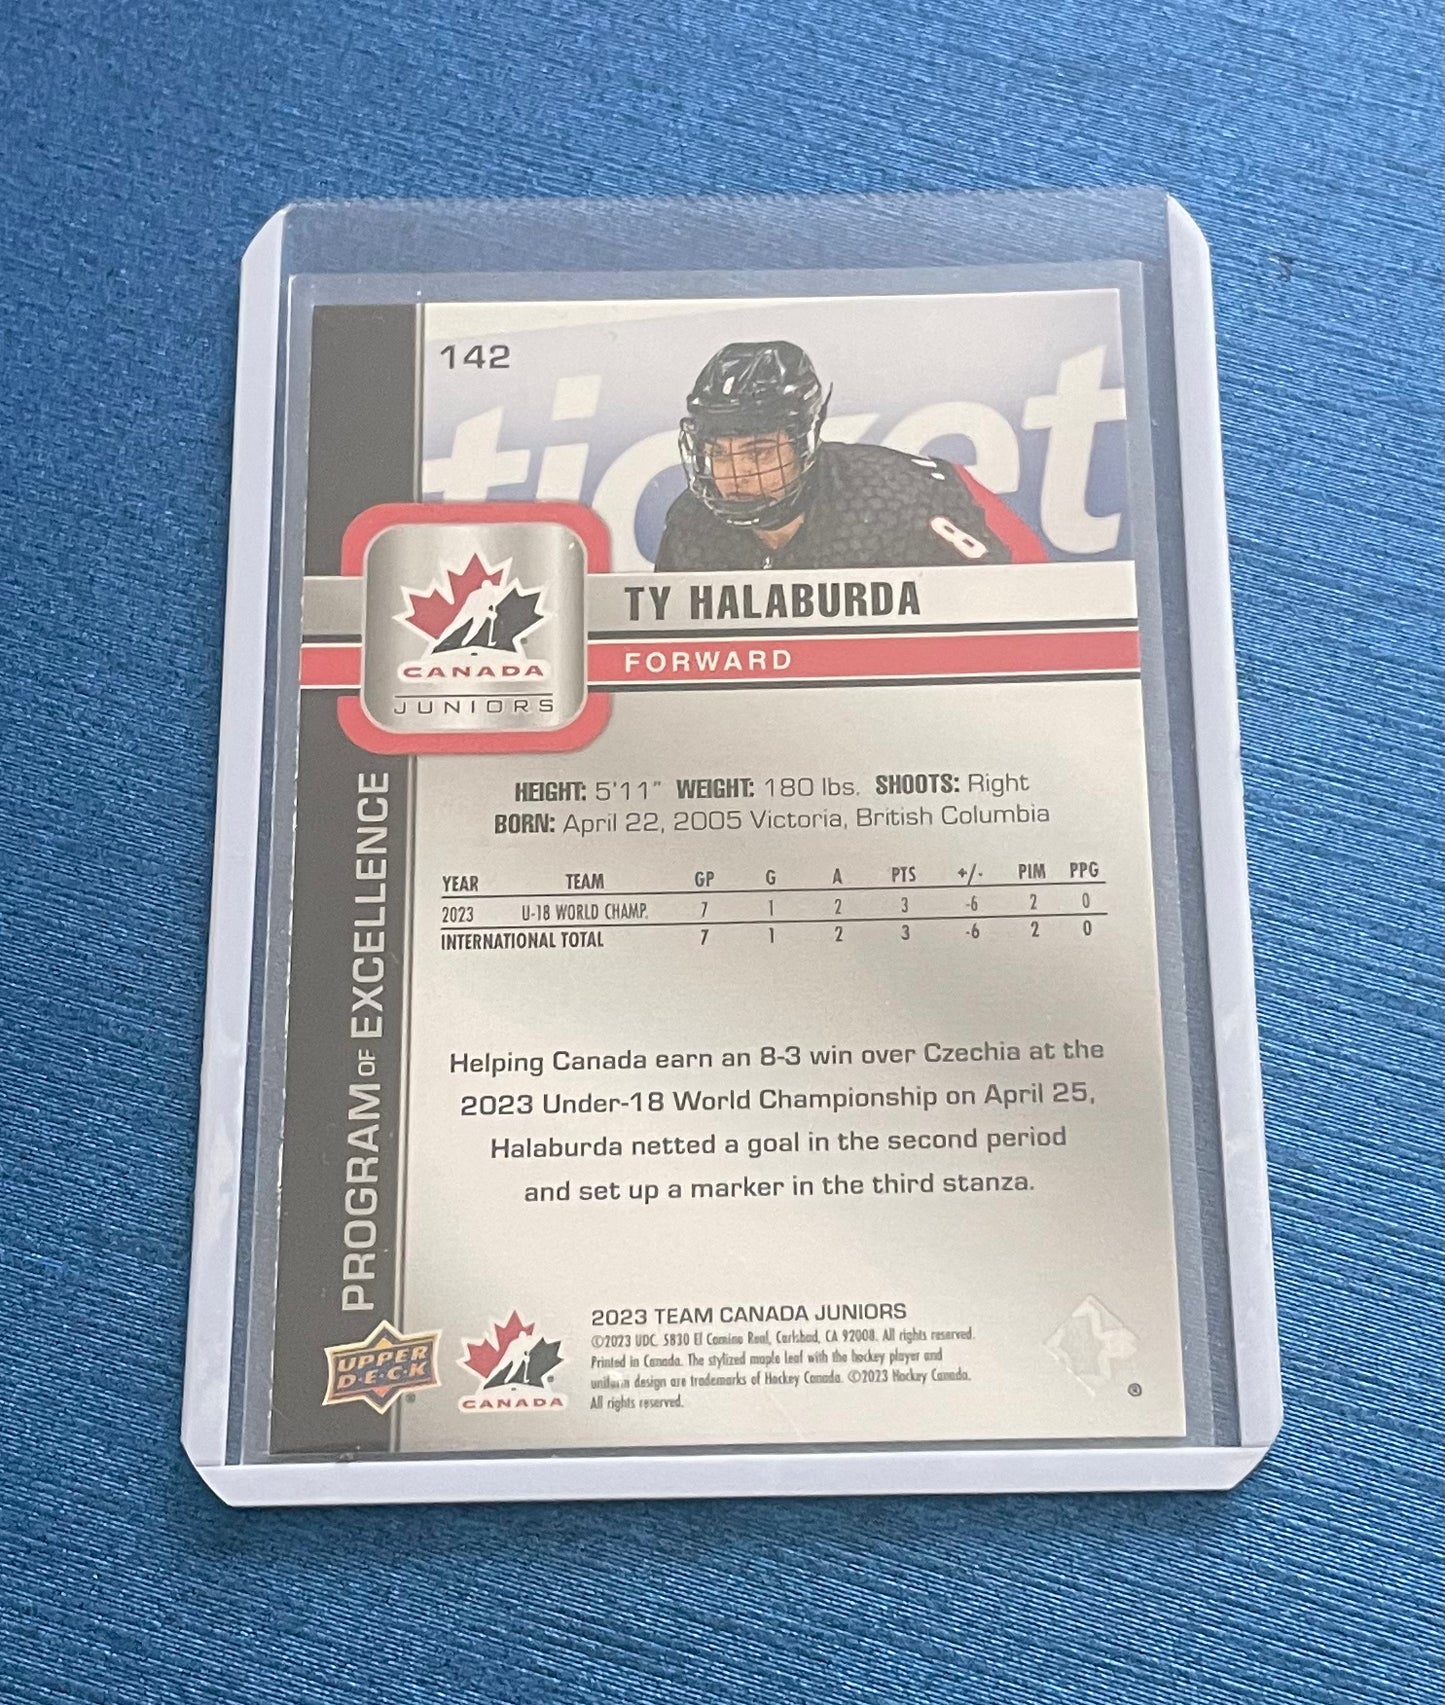 142
ticket
8
TY HALABURDA
FORWARD
CANADA
JUNIORS
PROGRAM OF EXCELLENCE
HEIGHT: 5'11" WEIGHT: 180 lbs. SHOOTS: Right
BORN: April 22, 2005 Victoria, British Columbia
YEAR TEAM GP G A PTS +/- PIM PPG
2023 U-18 WORLD CHAMP. 7 1 2 3 -6 2 0
INTERNATIONAL TOTAL 7 1 2 3 -6 2 0
Helping Canada earn an 8-3 win over Czechia at the
2023 Under-18 World Championship on April 25,
Halaburda netted a goal in the second period
and set up a marker in the third stanza.
UPPER
D·E·C·K
®
CANADA
®
2023 TEAM CANADA JUNIORS
©2023 UDC. 5830 El Camino Real, Carlsbad, CA 92008. All rights reserved.
Printed in Canada. The stylized maple leaf with the hockey player and
uniform design are trademarks of Hockey Canada. ©2023 Hockey Canada.
All rights reserved.
®